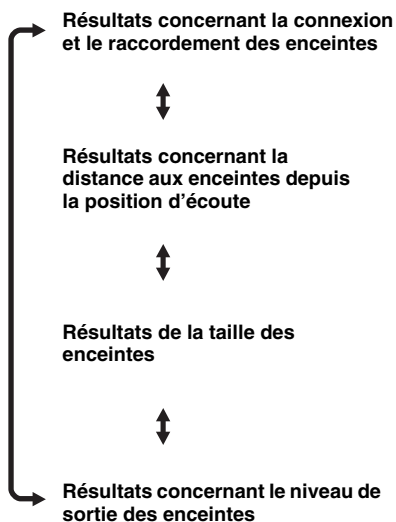 Résultats concernant la connexion
et le raccordement des enceintes
Résultats concernant la
distance aux enceintes depuis
la position d'écoute
Résultats de la taille des
enceintes
Résultats concernant le niveau de
sortie des enceintes